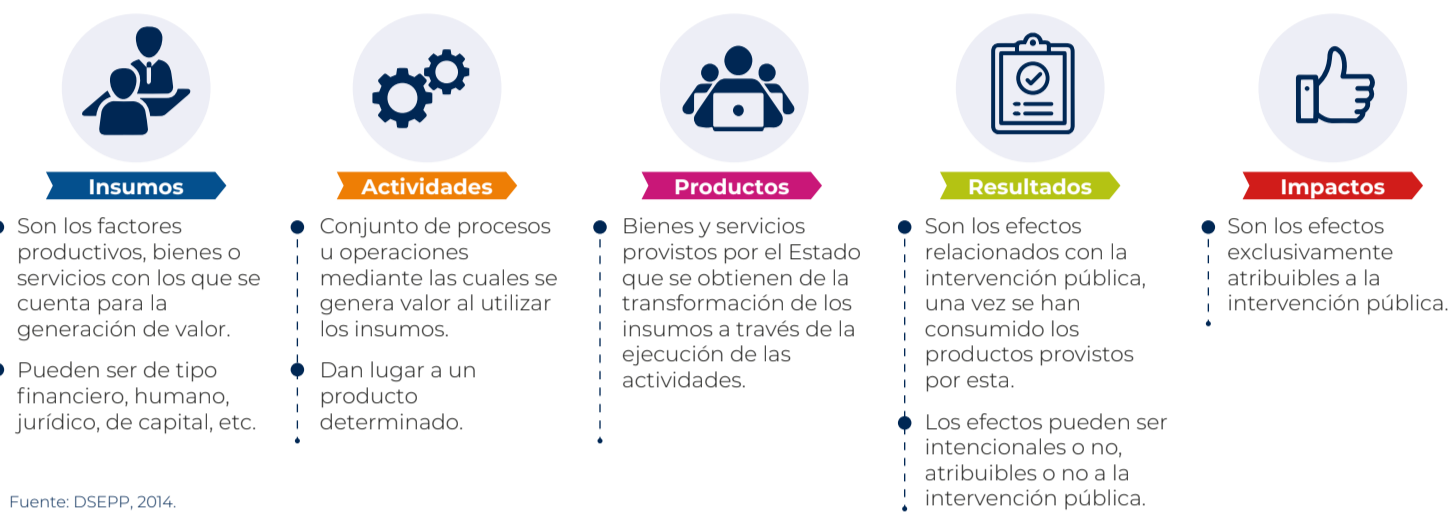 Insumos
Son los factores
productivos, bienes o
servicios con los que se
cuenta para la
generación de valor.
Pueden ser de tipo
financiero, humano,
jurídico, de capital, etc.
Actividades
Conjunto de procesos
u operaciones
mediante las cuales se
genera valor al utilizar
los insumos.
Dan lugar a un
producto
determinado.
Productos
Bienes y servicios
provistos por el Estado
que se obtienen de la
transformación de los
insumos a través de la
ejecución de las
actividades.
Resultados
Son los efectos
relacionados con la
intervención pública,
una vez se han
consumido los
productos provistos
por esta.
Los efectos pueden ser
intencionales o no,
atribuibles o no a la
intervención pública.
Impactos
Son los efectos
exclusivamente
atribuibles a la
intervención pública.
Fuente: DSEPP, 2014.